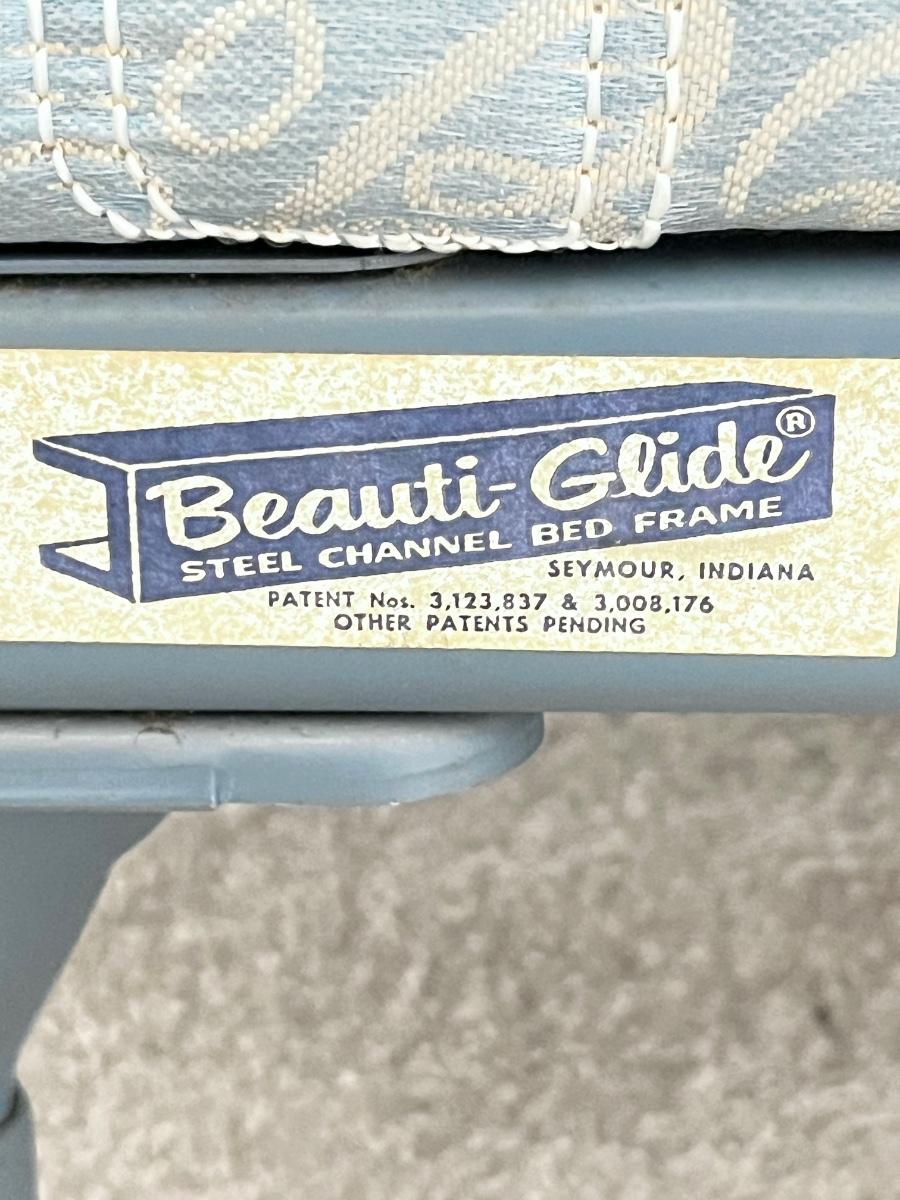 Beauti-Glide®
STEEL CHANNEL BED FRAME
SEYMOUR, INDIANA
PATENT Nos. 3,123,837 & 3,008,176
OTHER PATENTS PENDING